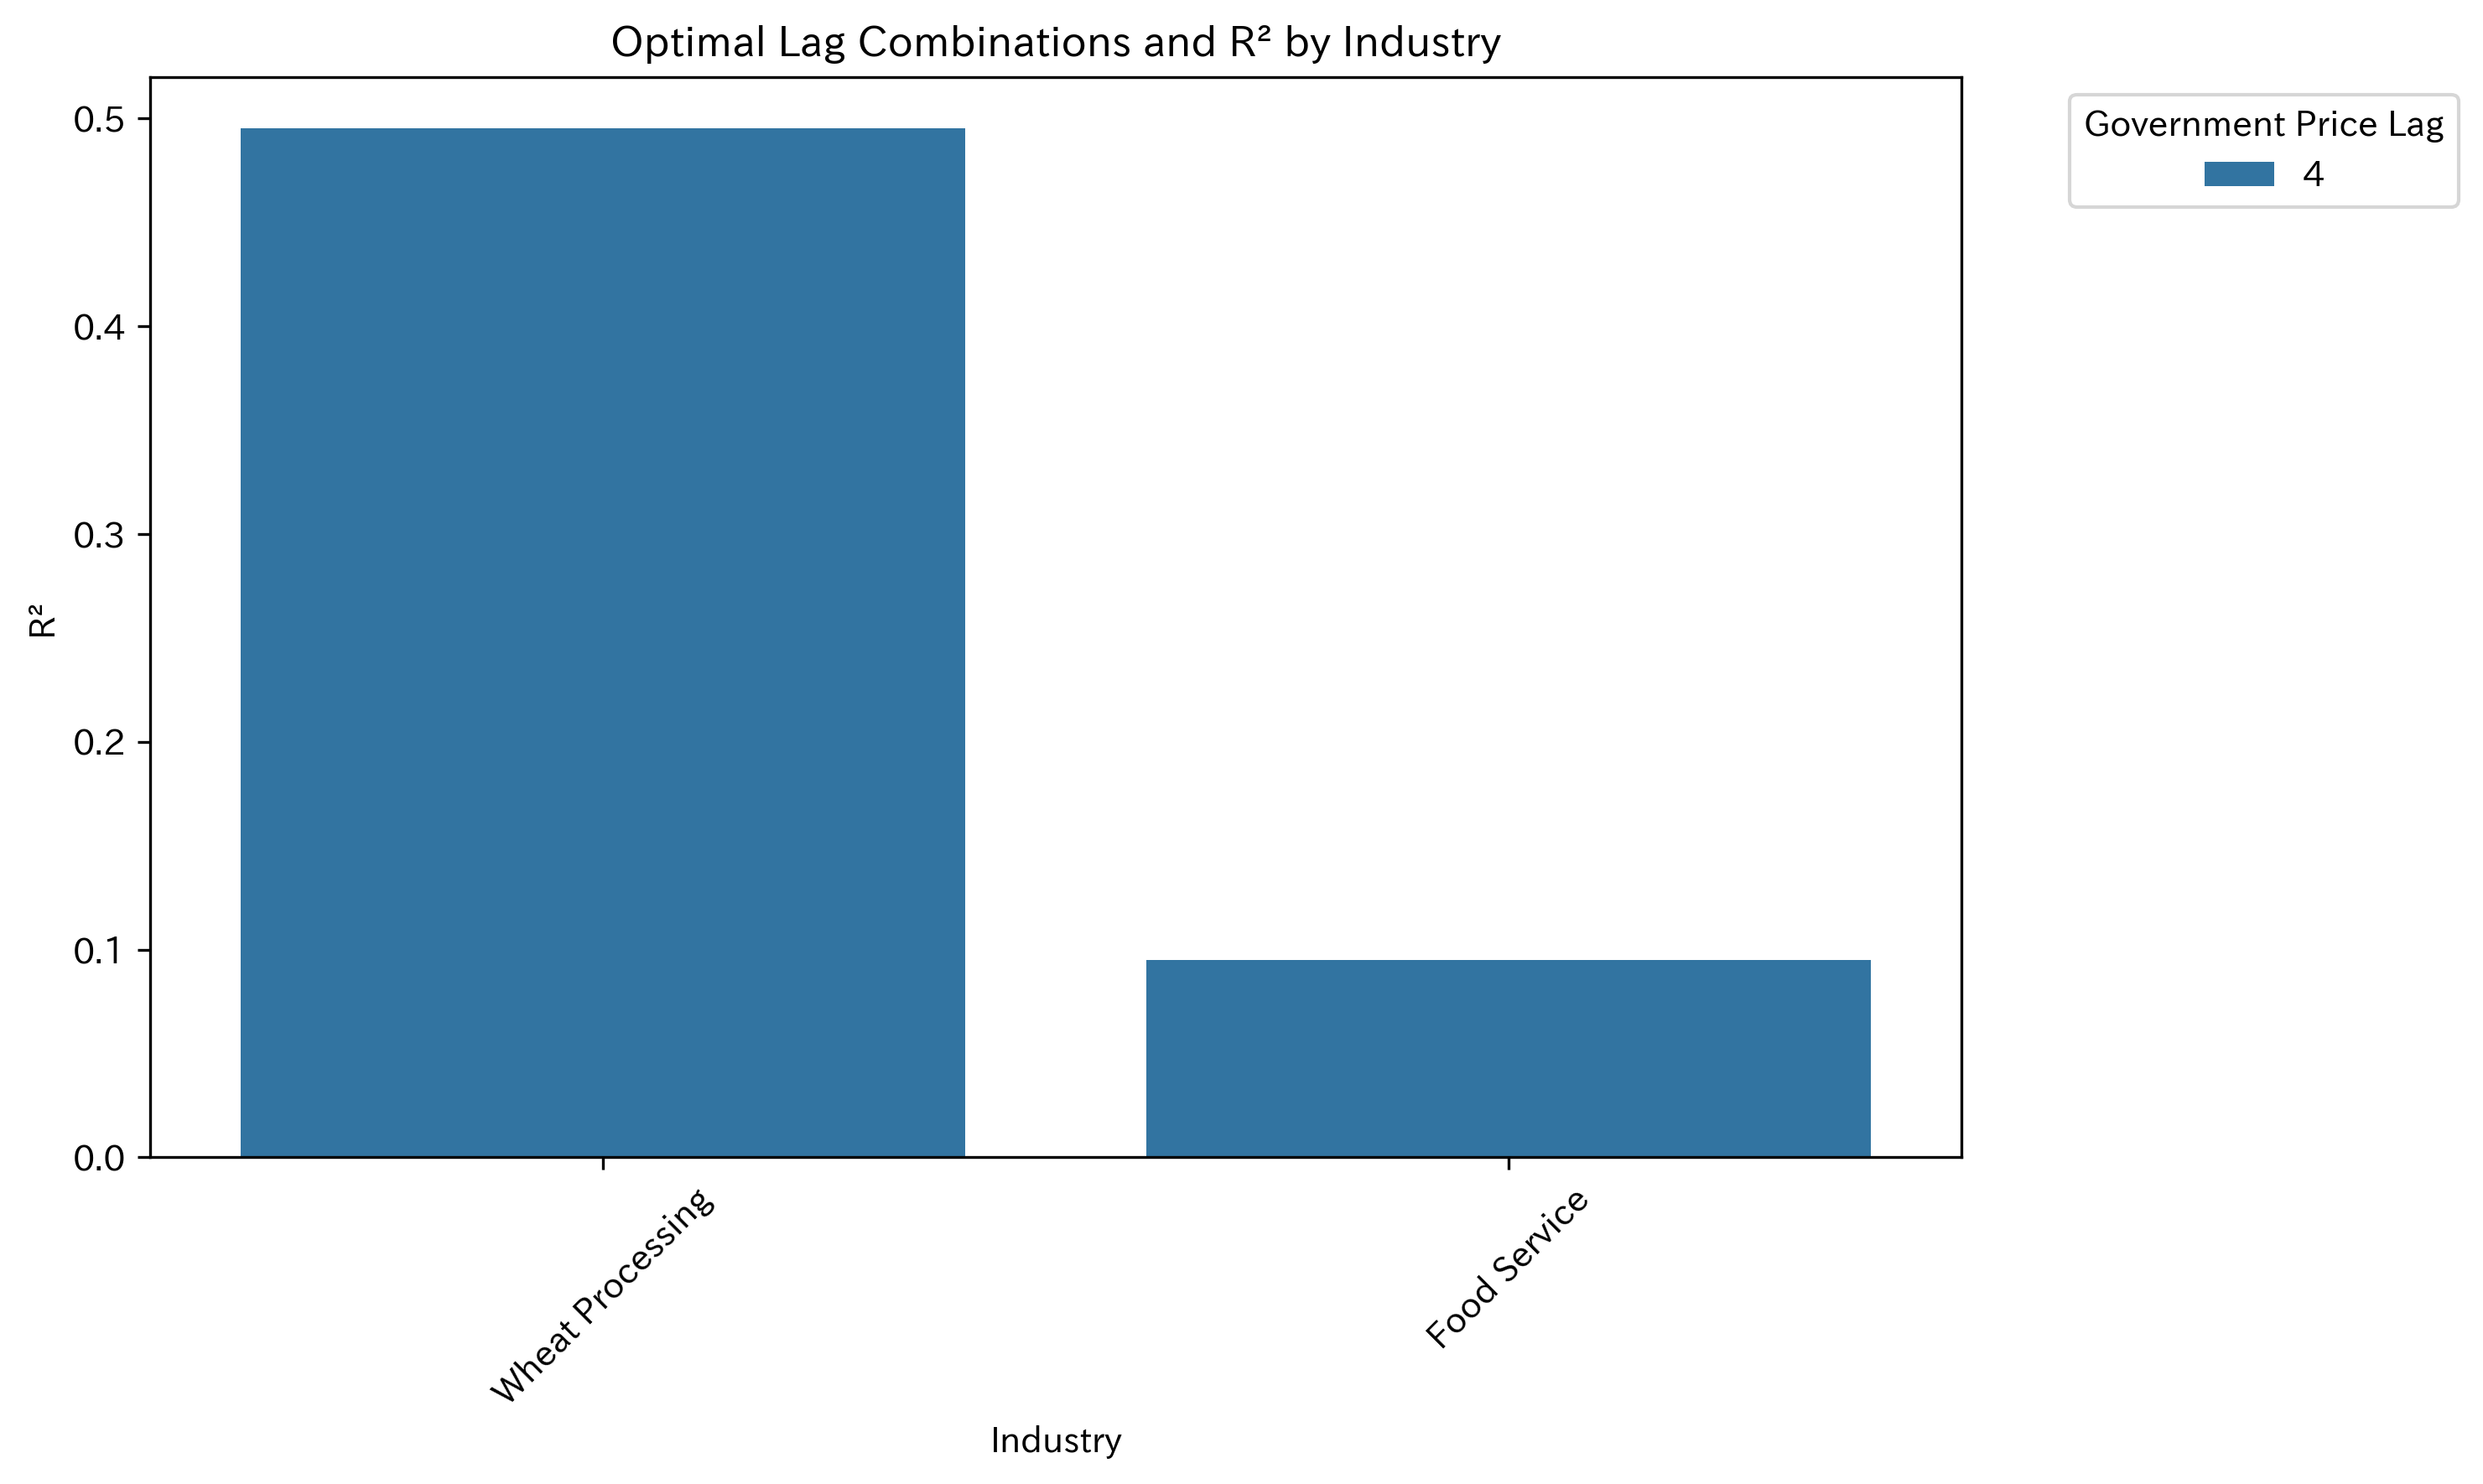 Optimal Lag Combinations and R² by Industry
Government Price Lag
4
R²
0.5
0.4
0.3
0.2
0.1
0.0
Wheat Processing
Food Service
Industry